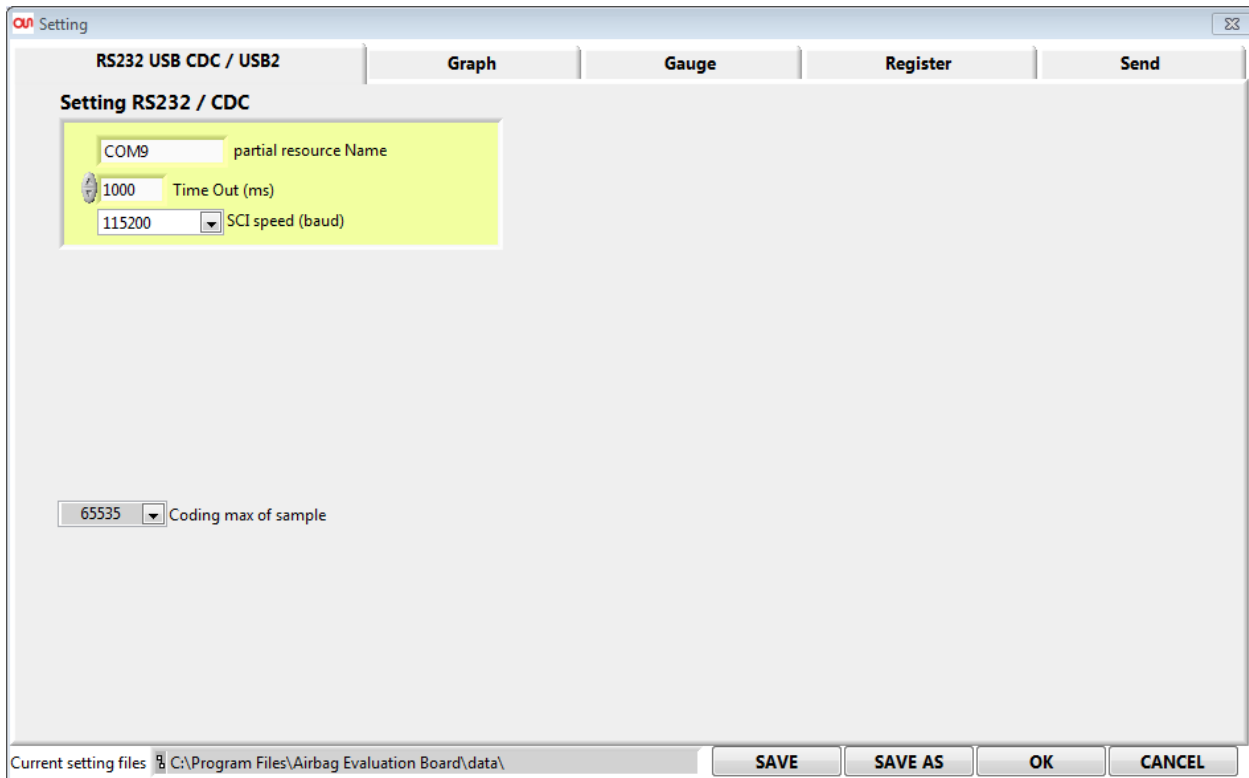 Setting
RS232 USB CDC / USB2 Graph Gauge Register Send
Setting RS232 / CDC
COM9 partial resource Name
1000 Time Out (ms)
115200 SCI speed (baud)
65535 Coding max of sample
Current setting files C:\Program Files\Airbag Evaluation Board\data\ SAVE SAVE AS OK CANCEL